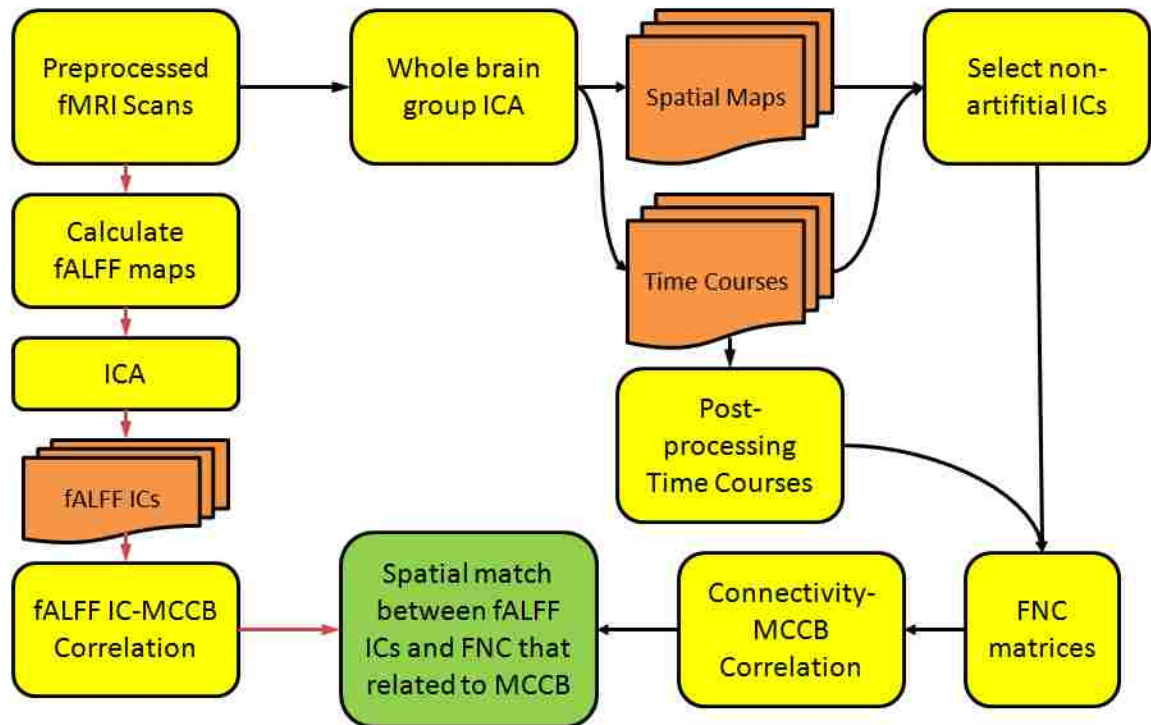 Preprocessed
fMRI Scans
Whole brain
group ICA
Spatial Maps
Select non-
artifitial ICs
Calculate
fALFF maps
Time Courses
ICA
Post-
processing
Time Courses
fALFF ICs
fALFF IC-MCCB
Correlation
Spatial match
between fALFF
ICs and FNC that
related to MCCB
Connectivity-
MCCB
Correlation
FNC
matrices